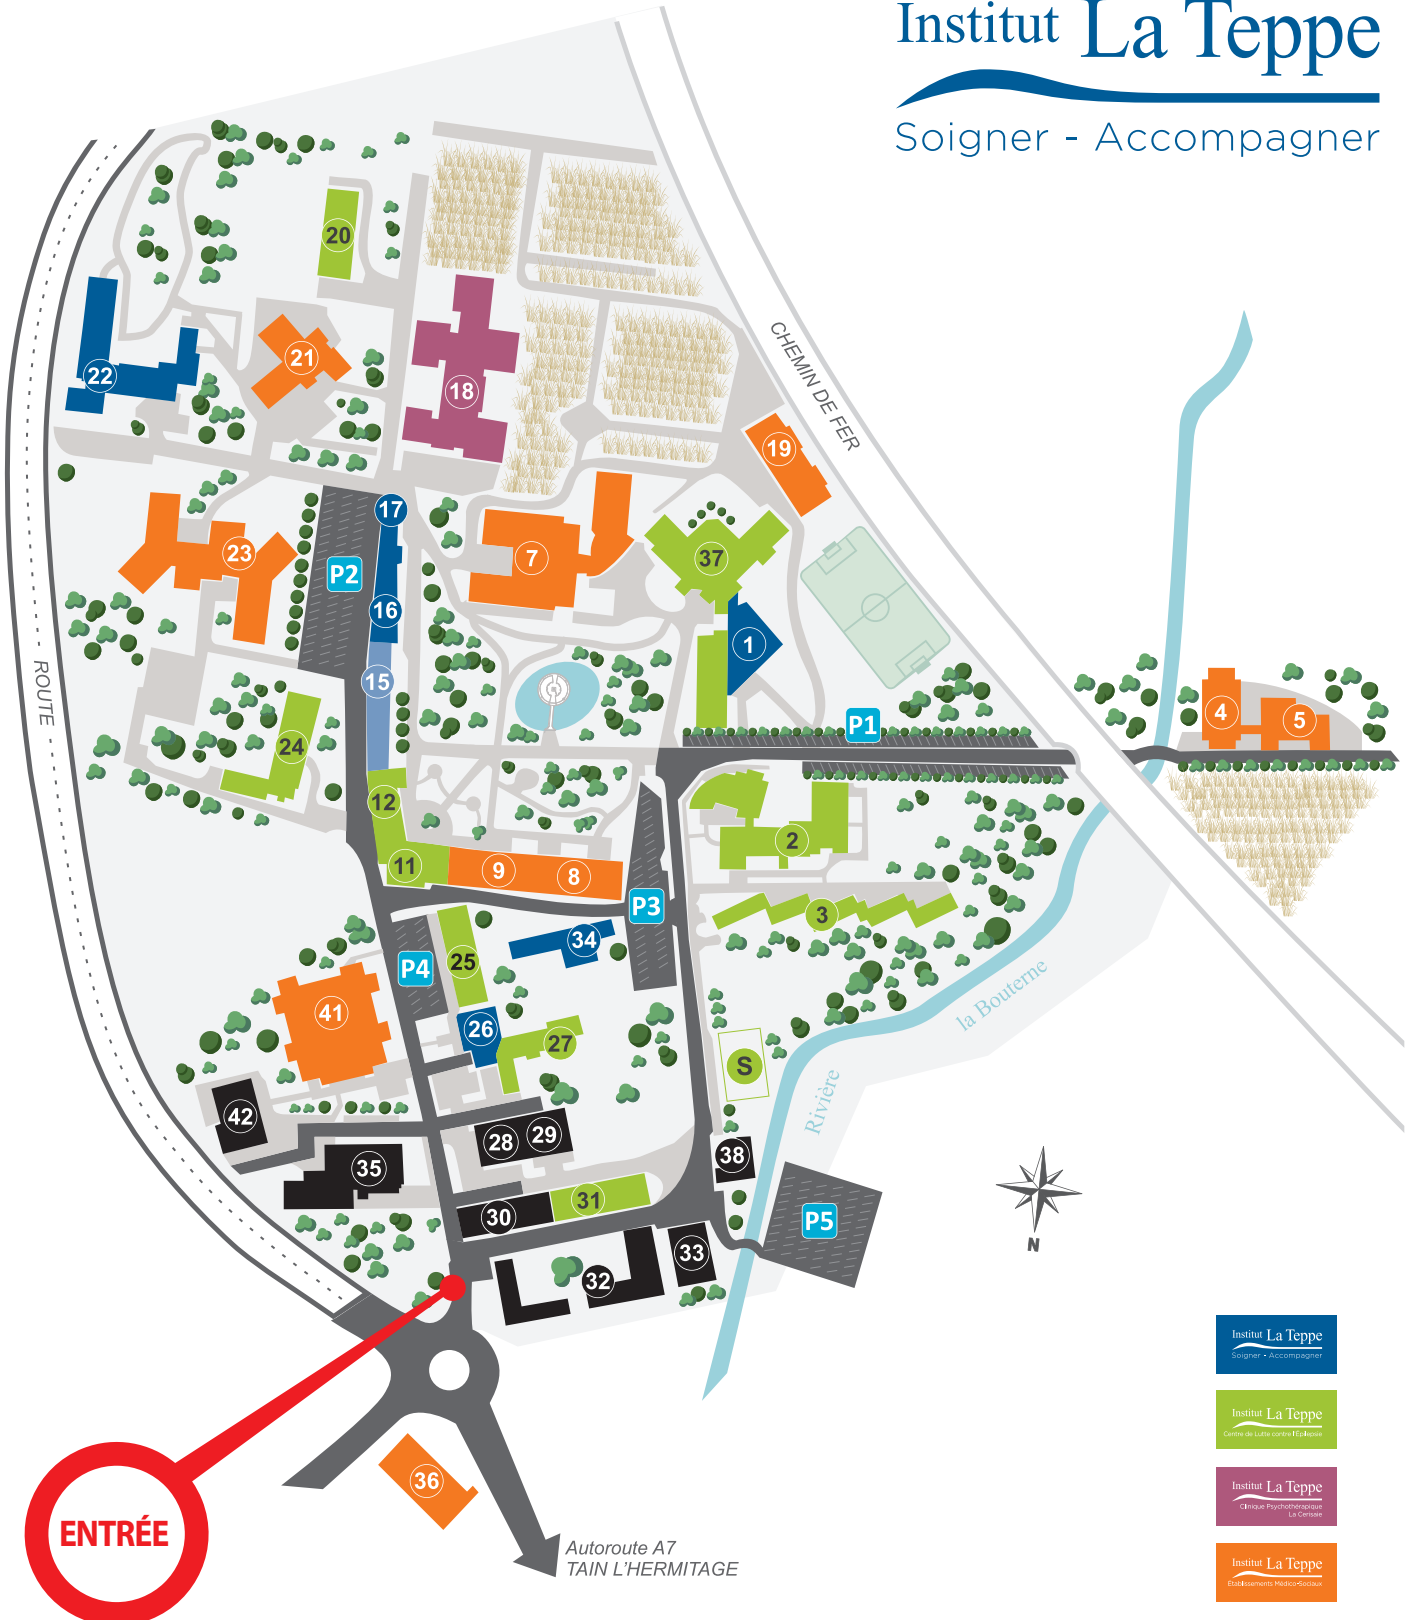 Institut La Teppe
Soigner - Accompagner
20
22
21
18
CHEMIN DE FER
19
17
23
P2
7
37
16
1
15
ROUTE
4
5
P1
24
12
2
11
9
8
3
P3
34
25
P4
41
26
27
la Bouterne
S
Rivière
42
28
29
38
35
30
31
P5
33
32
N
ENTRÉE
36
Autoroute A7
TAIN L'HERMITAGE
Institut La Teppe
Soigner - Accompagner
Institut La Teppe
Centre de Lutte contre l'Épilepsie
Institut La Teppe
Clinique Psychothérapique
La Cerisaie
Institut La Teppe
Établissements Médico-Sociaux